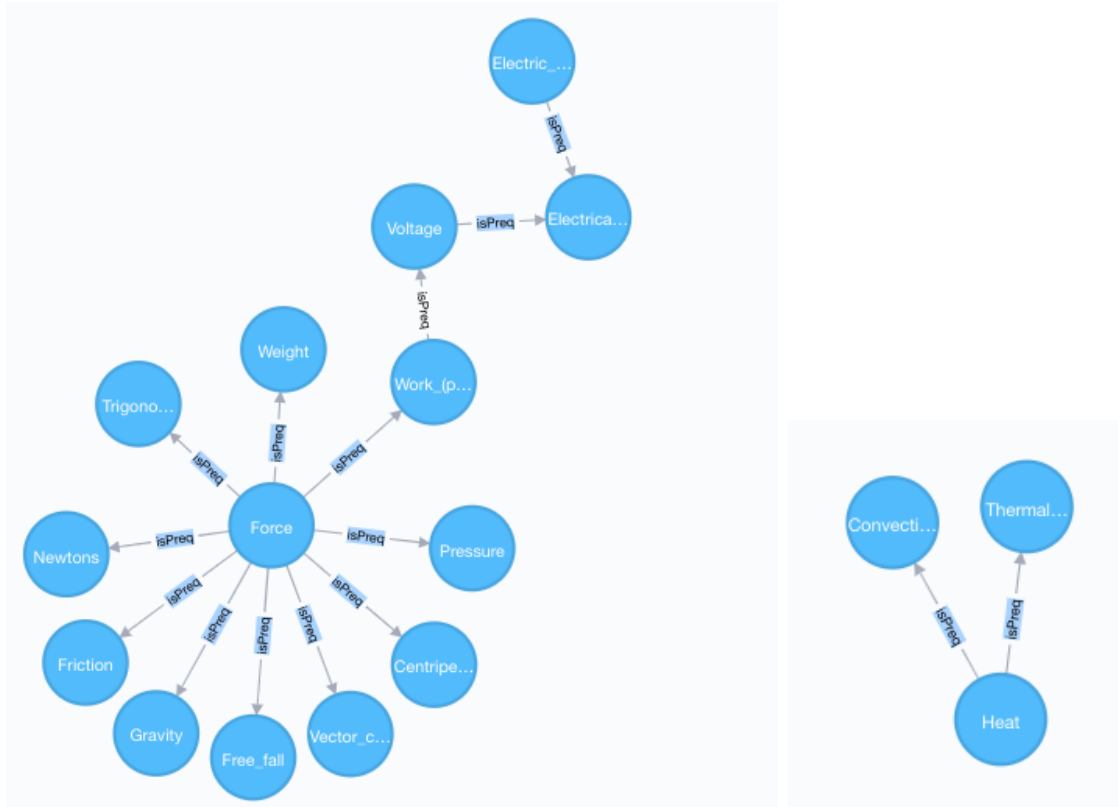 Electric_...
isPreq
Voltage
isPreq
Electrica...
isPreq
Weight
Work_(p...
Trigono...
isPreq
isPreq
isPreq
Force
Newtons
isPreq
isPreq
Pressure
isPreq
isPreq
isPreq
isPreq
isPreq
Friction
Centripe...
Gravity
Free_fall
Vector_c...
Convecti...
Thermal...
isPreq
isPreq
Heat